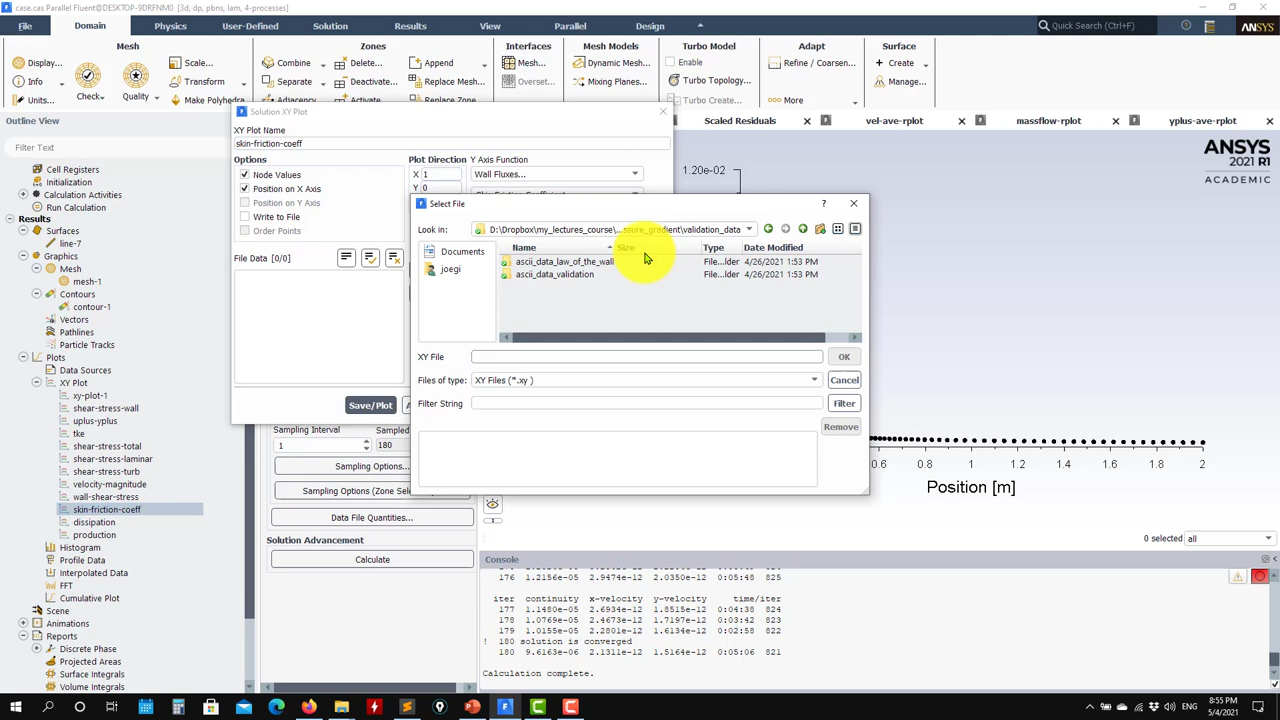 case.cas Parallel Fluent@DESKTOP-9DRFNM0 [3d, dp, pbns, lam, 4-processes]
File Domain Physics User-Defined Solution Results View Parallel Design
Quick Search (Ctrl+F)
ANSYS
Mesh Zones Interfaces Mesh Models Turbo Model Adapt Surface
Display... Scale... Combine Delete... Append Mesh... Dynamic Mesh... Enable Refine / Coarsen... Create
Info Check Quality Transform Separate Deactivate... Replace Mesh... Overset... Mixing Planes... Turbo Topology... Manage...
Units... Make Polyhedra Adjacency Activate Replace Zone... Turbo Create... More
Outline View
Filter Text
Cell Registers
Initialization
Calculation Activities
Run Calculation
Results
Surfaces
line-7
Graphics
Mesh
mesh-1
Contours
contour-1
Vectors
Pathlines
Particle Tracks
Plots
Data Sources
XY Plot
xy-plot-1
shear-stress-wall
uplus-yplus
tke
shear-stress-total
shear-stress-laminar
shear-stress-turb
velocity-magnitude
wall-shear-stress
skin-friction-coeff
dissipation
production
Histogram
Profile Data
Interpolated Data
FFT
Cumulative Plot
Scene
Animations
Reports
Discrete Phase
Projected Areas
Surface Integrals
Volume Integrals
Solution XY Plot
XY Plot Name
skin-friction-coeff
Options Plot Direction Y Axis Function
Node Values X 1 Wall Fluxes...
Position on X Axis Y 0
Position on Y Axis
Write to File
Order Points
File Data [0/0]
Save/Plot
Select File
Look in: D:\Dropbox\my_lectures_course\...ssure_gradient\validation_data
Documents
joegi
Name Size Type Date Modified
ascii_data_law_of_the_wall File...lder 4/26/2021 1:53 PM
ascii_data_validation File...lder 4/26/2021 1:53 PM
XY File OK
Files of type: XY Files (*.xy ) Cancel
Filter String Filter
Remove
Sampling Interval Sampled
1 180
Sampling Options...
Sampling Options (Zone Sele
Data File Quantities...
Solution Advancement
Calculate
Scaled Residuals vel-ave-rplot massflow-rplot yplus-ave-rplot
1.20e-02
ANSYS
2021 R1
ACADEMIC
0.6 0.8 1 1.2 1.4 1.6 1.8 2
Position [m]
0 selected all
Console
176 1.2156e-05 2.9474e-12 2.0350e-12 0:05:48 825
iter continuity x-velocity y-velocity time/iter
177 1.1480e-05 2.6934e-12 1.8515e-12 0:04:38 824
178 1.0769e-05 2.4673e-12 1.7197e-12 0:03:42 823
179 1.0155e-05 2.2801e-12 1.6134e-12 0:02:58 822
! 180 solution is converged
180 9.6163e-06 2.1311e-12 1.5164e-12 0:05:06 821
Calculation complete.
ENG
8:55 PM
5/4/2021